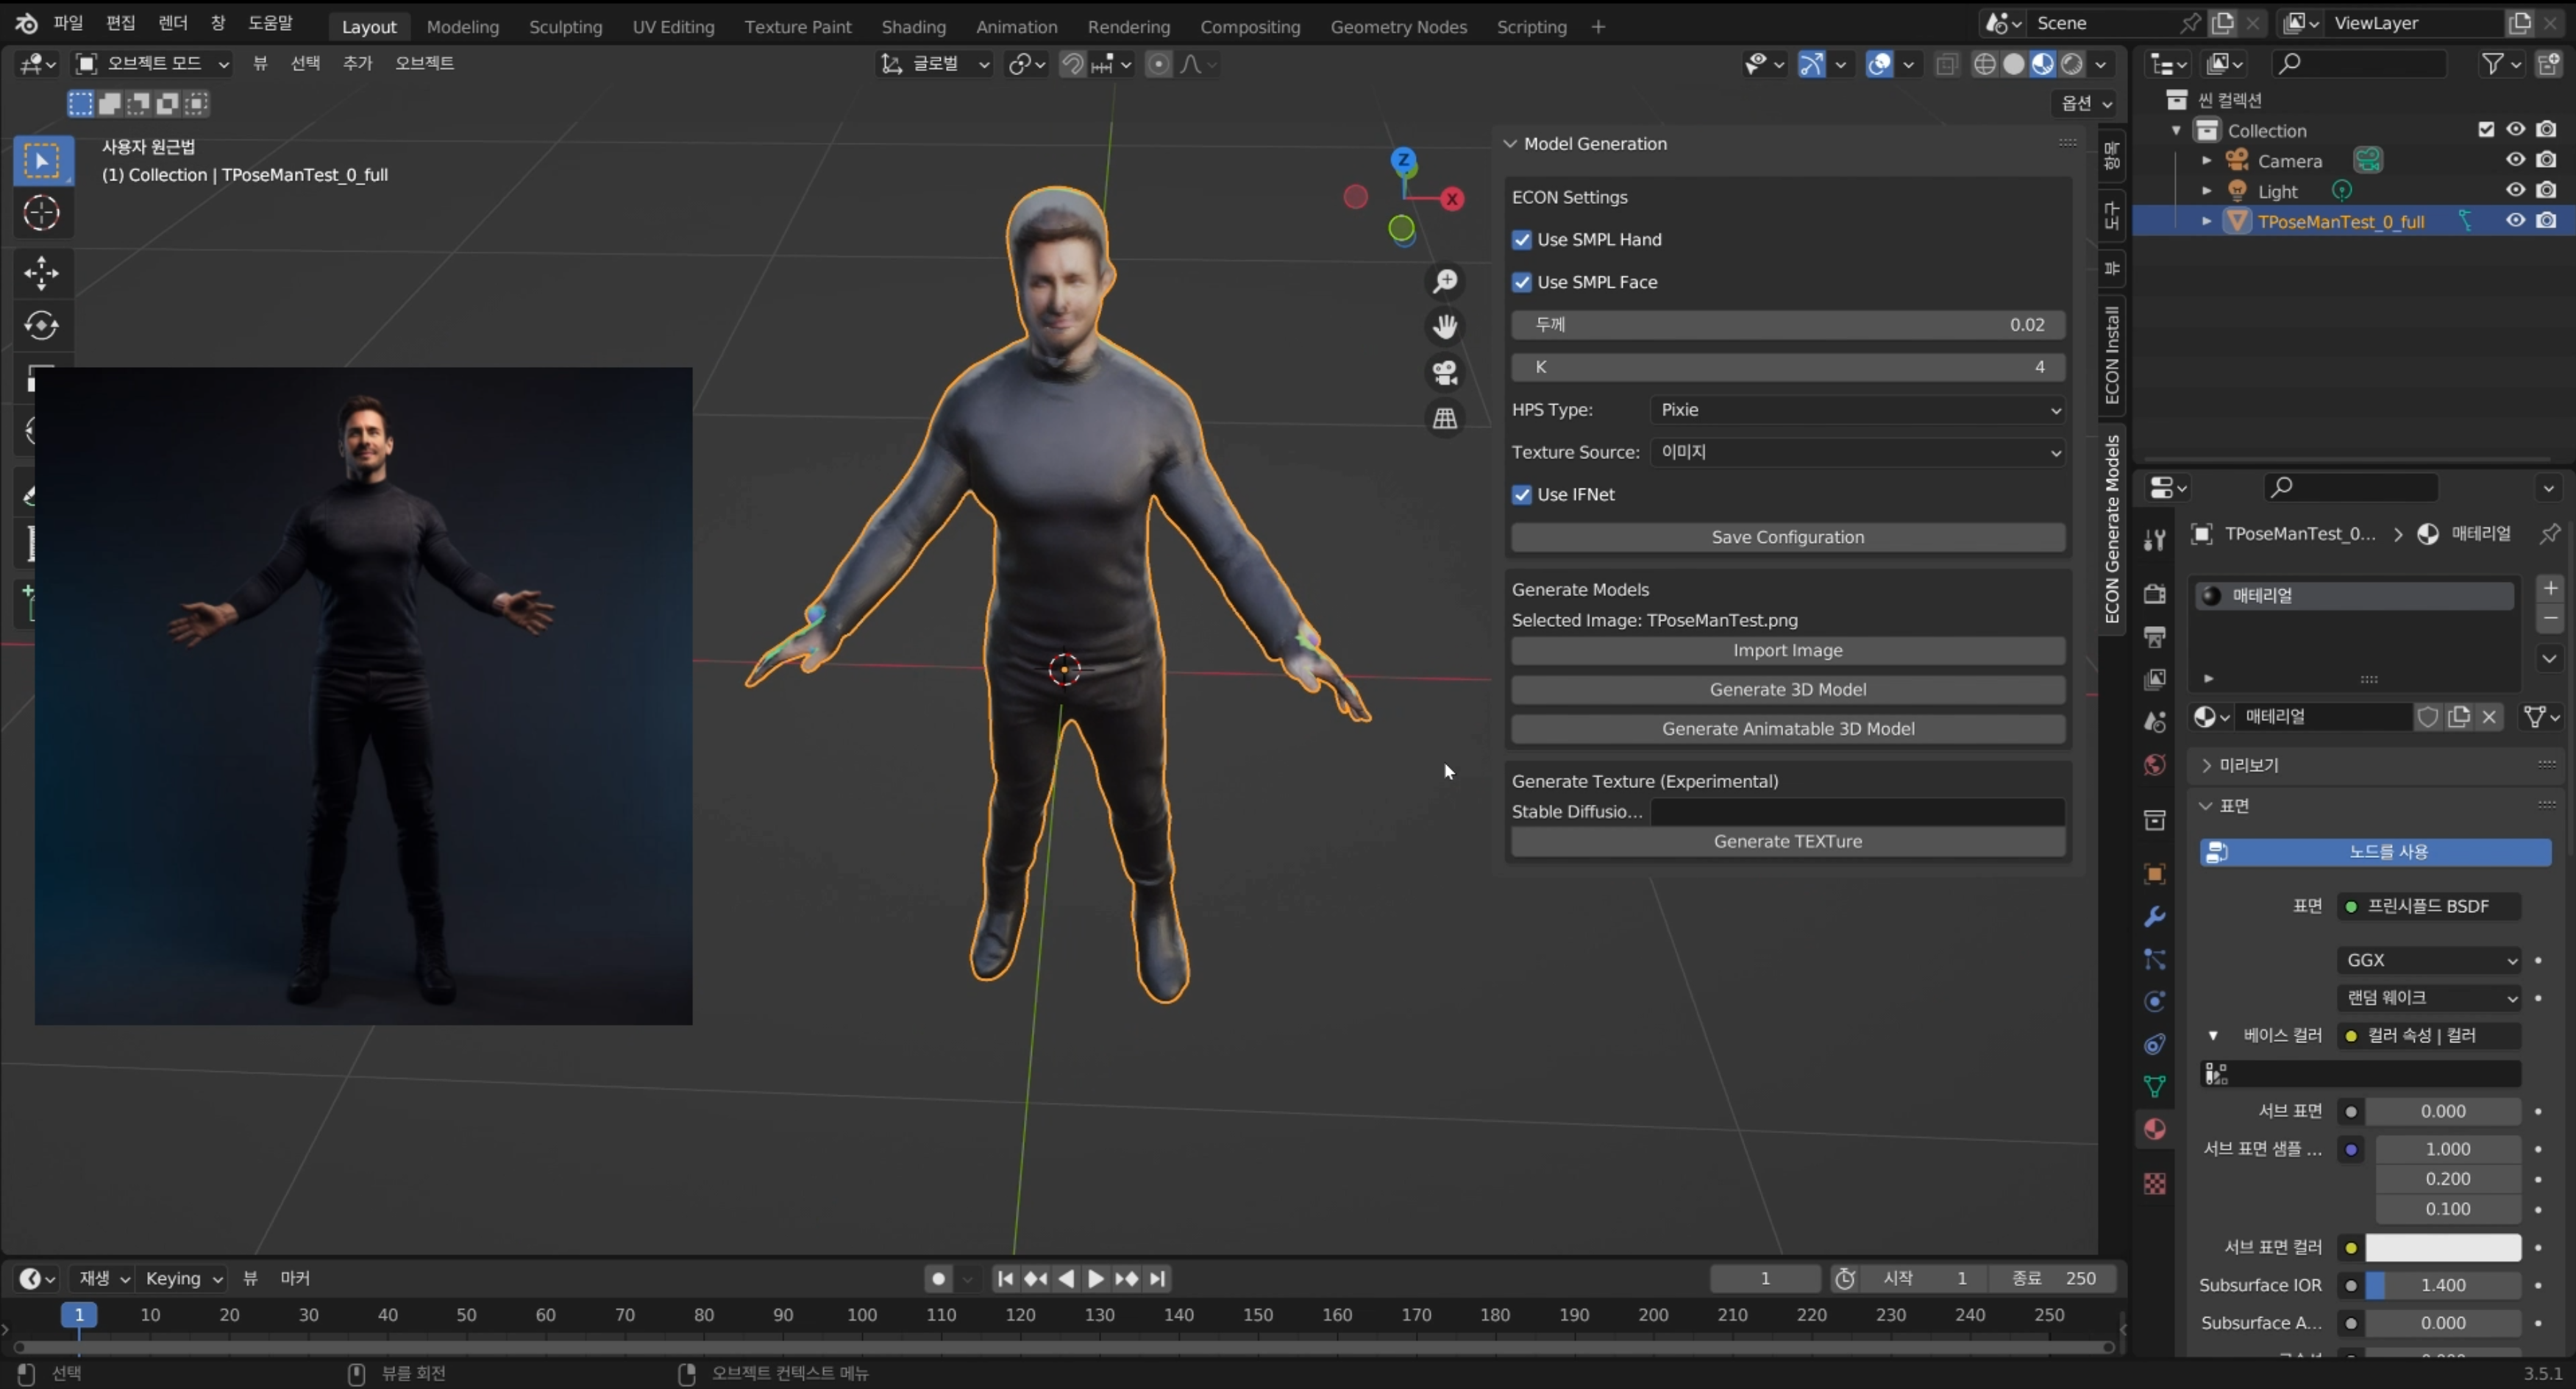 파일 편집 렌더 창 도움말 Layout Modeling Sculpting UV Editing Texture Paint Shading Animation Rendering Compositing Geometry Nodes Scripting + Scene ViewLayer
오브젝트 모드 뷰 선택 추가 오브젝트 글로벌
옵션
사용자 원근법
(1) Collection | TPoseManTest_0_full
Z
X
Model Generation
ECON Settings
Use SMPL Hand
Use SMPL Face
두께 0.02
K 4
HPS Type: Pixie
Texture Source: 이미지
Use IFNet
Save Configuration
Generate Models
Selected Image: TPoseManTest.png
Import Image
Generate 3D Model
Generate Animatable 3D Model
Generate Texture (Experimental)
Stable Diffusio...
Generate TEXTure
항목
도구
뷰
ECON Install
ECON Generate Models
씬 컬렉션
Collection
Camera
Light
TPoseManTest_0_full
TPoseManTest_0... > 매테리얼
매테리얼
매테리얼
미리보기
표면
노드를 사용
표면 프린시플드 BSDF
GGX
랜덤 웨이크
베이스 컬러 컬러 속성 | 컬러
서브 표면 0.000
서브 표면 샘플 ... 1.000
0.200
0.100
서브 표면 컬러
Subsurface IOR 1.400
Subsurface A... 0.000
재생 Keying 뷰 마커 1 시작 1 종료 250
1 10 20 30 40 50 60 70 80 90 100 110 120 130 140 150 160 170 180 190 200 210 220 230 240 250
선택 뷰를 회전 오브젝트 컨텍스트 메뉴 3.5.1